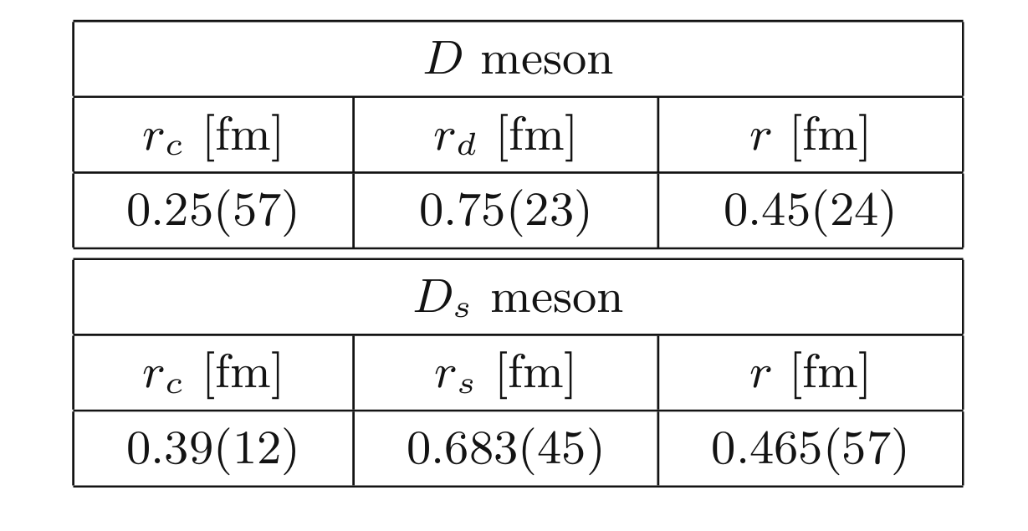 D meson
r_c [fm] r_d [fm] r [fm]
0.25(57) 0.75(23) 0.45(24)
D_s meson
r_c [fm] r_s [fm] r [fm]
0.39(12) 0.683(45) 0.465(57)